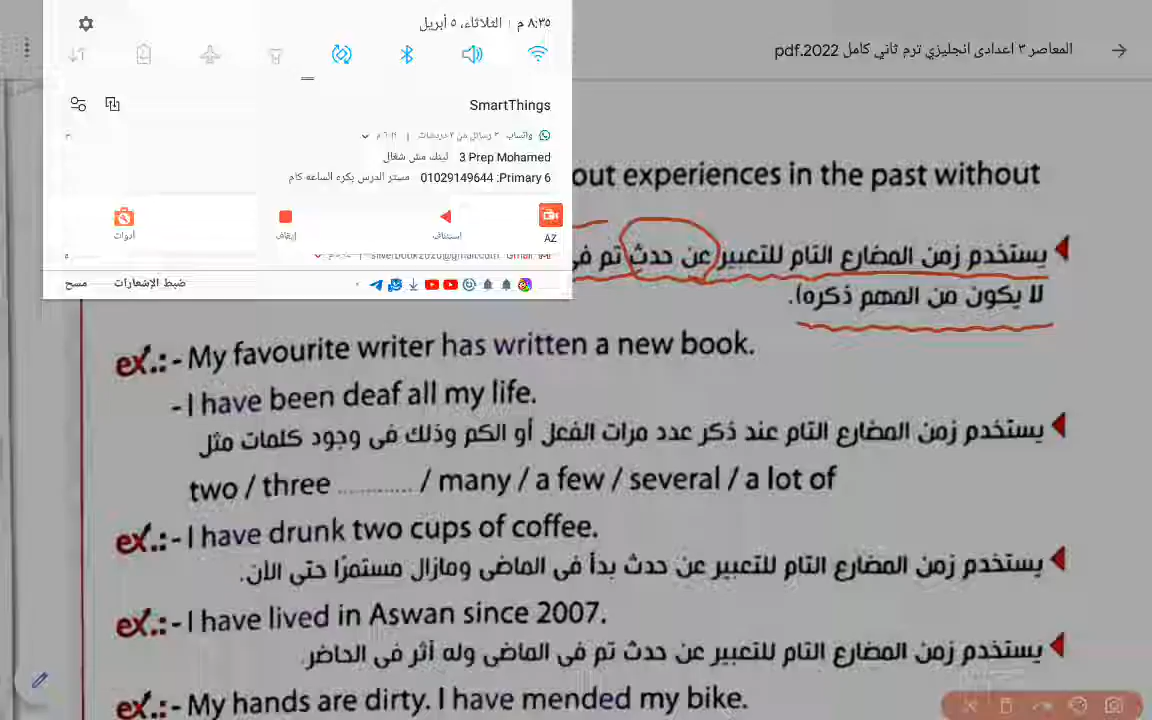 ٨:٣٥ م | الثلاثاء، ٥ أبريل
المعاصر ٣ اعدادى انجليزي ترم ثاني كامل 2022.pdf
SmartThings
واتساب ٣ رسائل من ٢ دردشات
3 Prep Mohamed لينك مش شغال
Primary 6: 01029149644 مستر الدرس بكره الساعه كام
AZ
استئناف
إيقاف
أدوات
Gmail
ضبط الإشعارات
مسح
out experiences in the past without
يستخدم زمن المضارع التام للتعبير عن حدث تم
لا يكون من المهم ذكره).
ex.:- My favourite writer has written a new book.
- I have been deaf all my life.
يستخدم زمن المضارع التام عند ذكر عدد مرات الفعل أو الكم وذلك فى وجود كلمات مثل
two / three ............ / many / a few / several / a lot of
ex.:- I have drunk two cups of coffee.
يستخدم زمن المضارع التام للتعبير عن حدث بدأ فى الماضى ومازال مستمرًا حتى الآن.
ex.:- I have lived in Aswan since 2007.
يستخدم زمن المضارع التام للتعبير عن حدث تم فى الماضى وله أثر فى الحاضر.
ex.:- My hands are dirty. I have mended my bike.